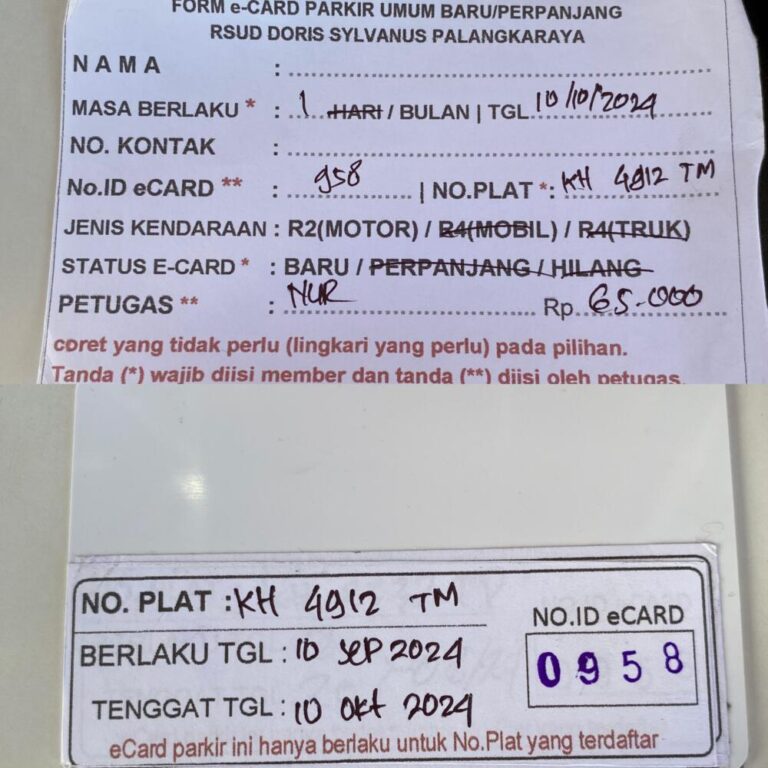 FORM e-CARD PARKIR UMUM BARU/PERPANJANG
RSUD DORIS SYLVANUS PALANGKARAYA
NAMA :
MASA BERLAKU * : 1 HARI / BULAN | TGL 10/10/2024
NO. KONTAK :
No.ID eCARD ** : 958 | NO.PLAT *: KH 4912 TM
JENIS KENDARAAN : R2(MOTOR) / R4(MOBIL) / R4(TRUK)
STATUS E-CARD * : BARU / PERPANJANG / HILANG
PETUGAS ** : NUR Rp. 65.000
coret yang tidak perlu (lingkari yang perlu) pada pilihan.
Tanda (*) wajib diisi member dan tanda (**) diisi oleh petugas.
NO. PLAT : KH 4912 TM
BERLAKU TGL : 10 SEP 2024
TENGGAT TGL : 10 Okt 2024
NO.ID eCARD
0958
eCard parkir ini hanya berlaku untuk No.Plat yang terdaftar